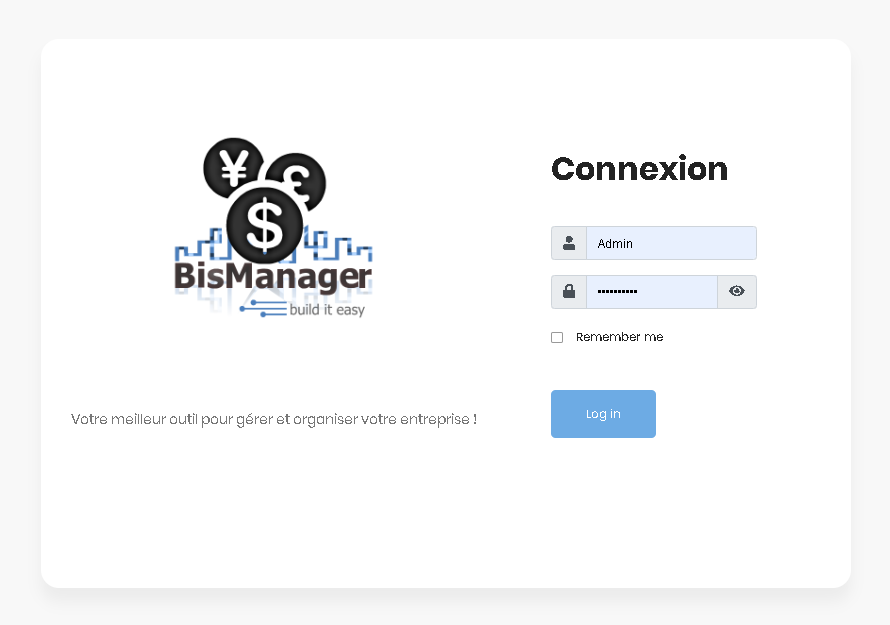 ¥
£
$
BisManager
build it easy
Votre meilleur outil pour gérer et organiser votre entreprise !
Connexion
Admin
••••••••••
Remember me
Log in